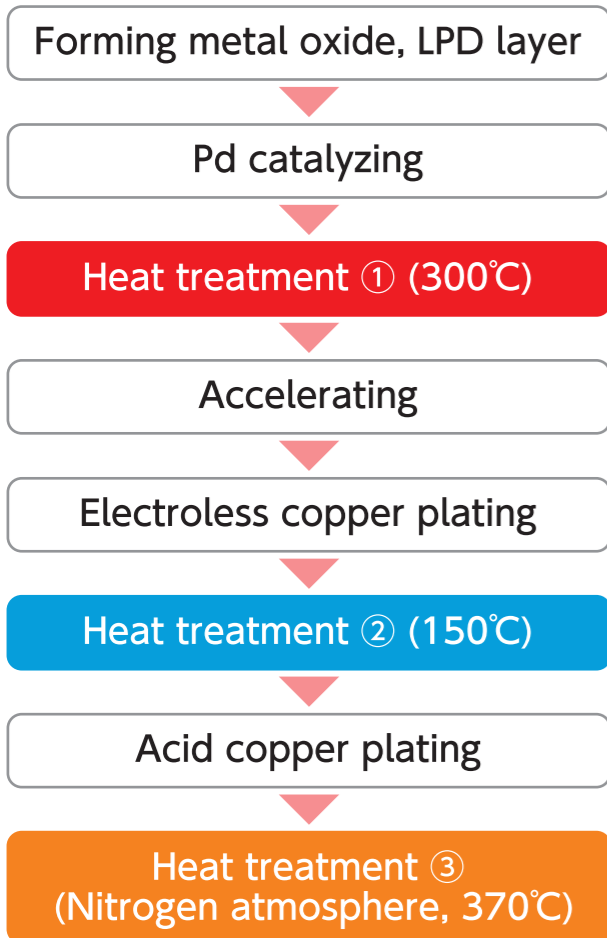 Forming metal oxide, LPD layer
Pd catalyzing
Heat treatment ① (300℃)
Accelerating
Electroless copper plating
Heat treatment ② (150℃)
Acid copper plating
Heat treatment ③
(Nitrogen atmosphere, 370℃)